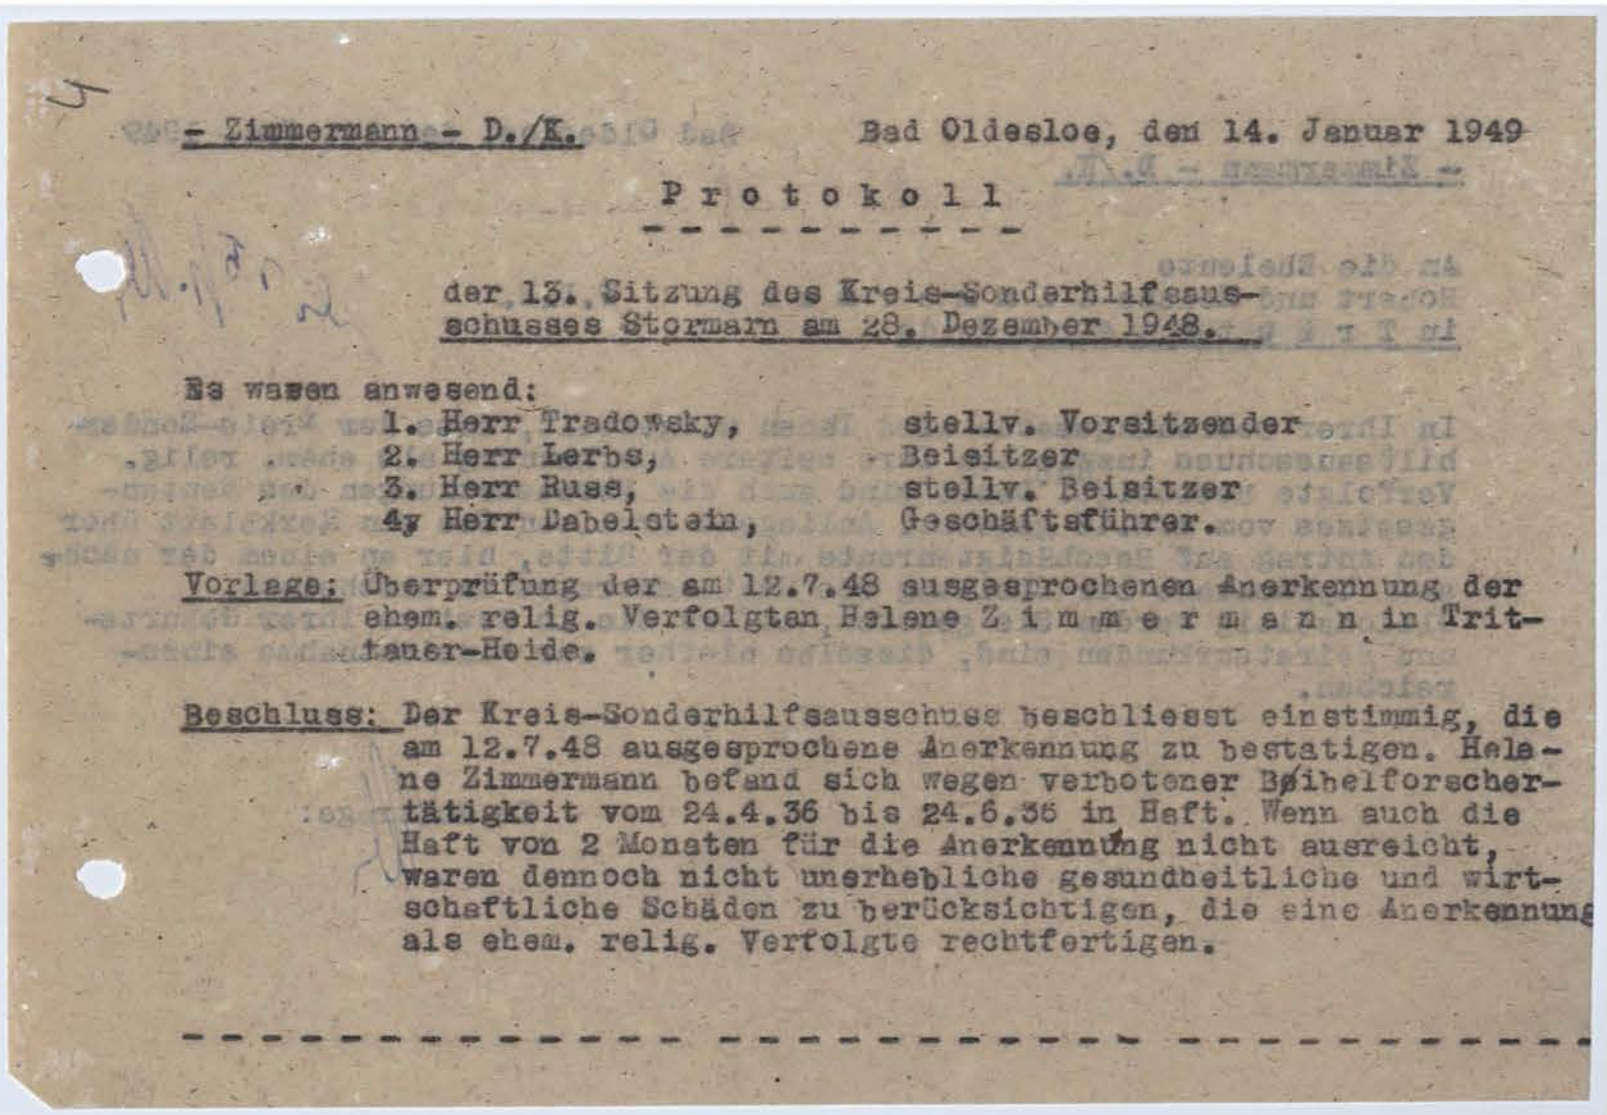 - Zimmermann - D./K.
Bad Oldesloe, den 14. Januar 1949
P r o t o k o l l
- - - - - - - - - -
der 13. Sitzung des Kreis-Sonderhilfsaus-
schusses Stormarn am 28. Dezember 1948.
Es waren anwesend:
1. Herr Tradowsky, stellv. Vorsitzender
2. Herr Lerbs, Beisitzer
3. Herr Russ, stellv. Beisitzer
4y Herr Dabelstein, Geschäftsführer.
Vorlage: Überprüfung der am 12.7.48 ausgesprochenen Anerkennung der
ehem. relig. Verfolgten Helene Z i m m e r m a n n in Trit-
tauer-Heide.
Beschluss: Der Kreis-Sonderhilfsausschuss beschliesst einstimmig, die
am 12.7.48 ausgesprochene Anerkennung zu bestatigen. Hele-
ne Zimmermann befand sich wegen verbotener Bøibelforscher-
tätigkeit vom 24.4.36 bis 24.6.36 in Haft. Wenn auch die
Haft von 2 Monaten für die Anerkennung nicht ausreicht,
waren dennoch nicht unerhebliche gesundheitliche und wirt-
schaftliche Schäden zu berücksichtigen, die eine Anerkennung
als ehem. relig. Verfolgte rechtfertigen.
- - - - - - - - - - - - - - - - - - - - - - - - - - - - - - - - - -